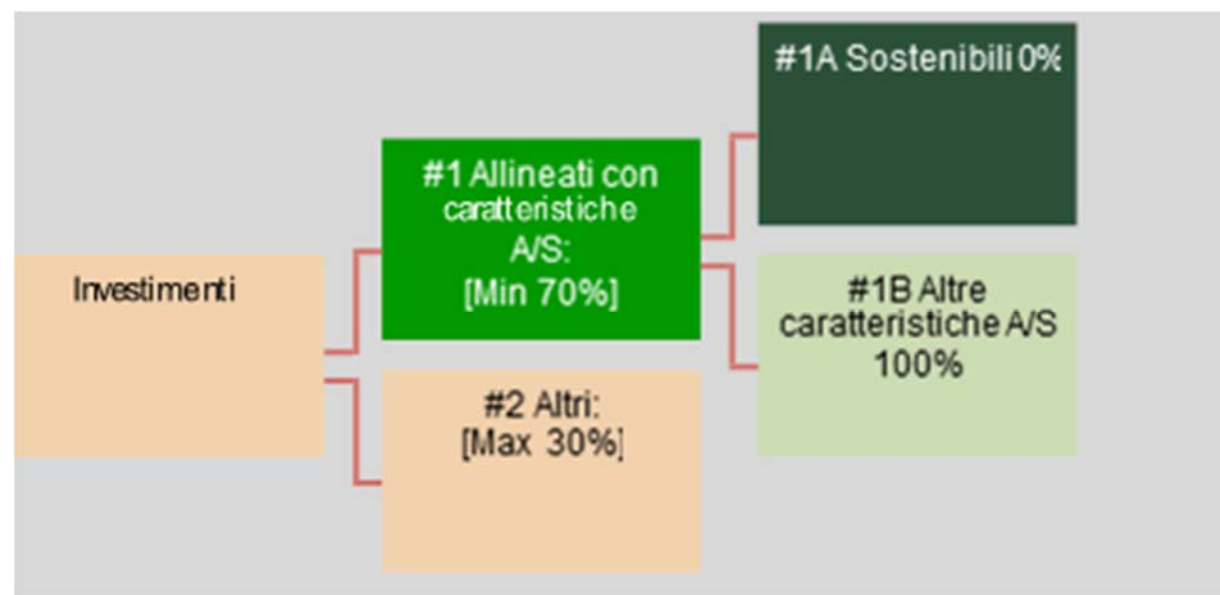 Investimenti
#1 Allineati con
caratteristiche
A/S:
[Min 70%]
#2 Altri:
[Max 30%]
#1A Sostenibili 0%
#1B Altre
caratteristiche A/S
100%